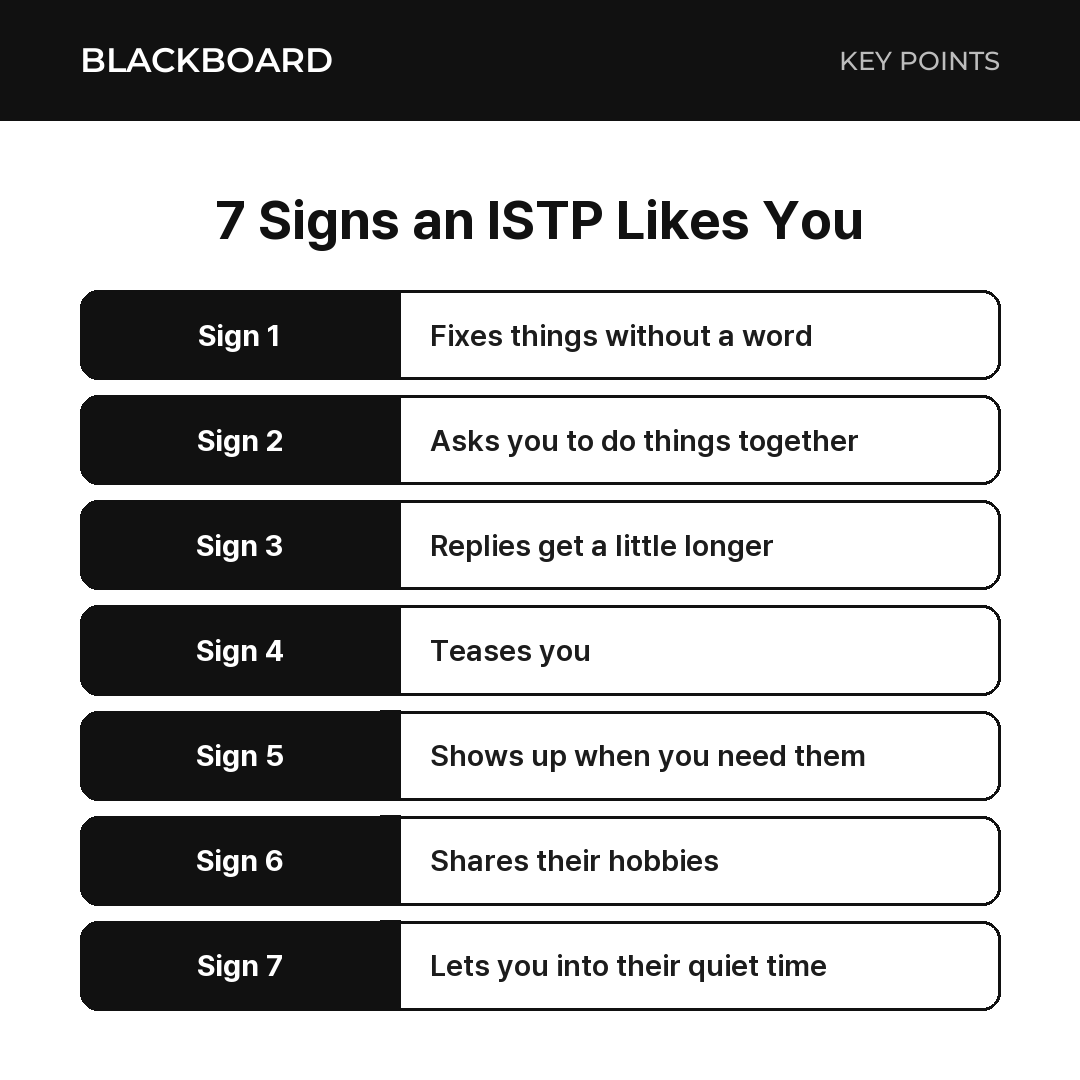 BLACKBOARD
KEY POINTS
7 Signs an ISTP Likes You
Sign 1
Fixes things without a word
Sign 2
Asks you to do things together
Sign 3
Replies get a little longer
Sign 4
Teases you
Sign 5
Shows up when you need them
Sign 6
Shares their hobbies
Sign 7
Lets you into their quiet time